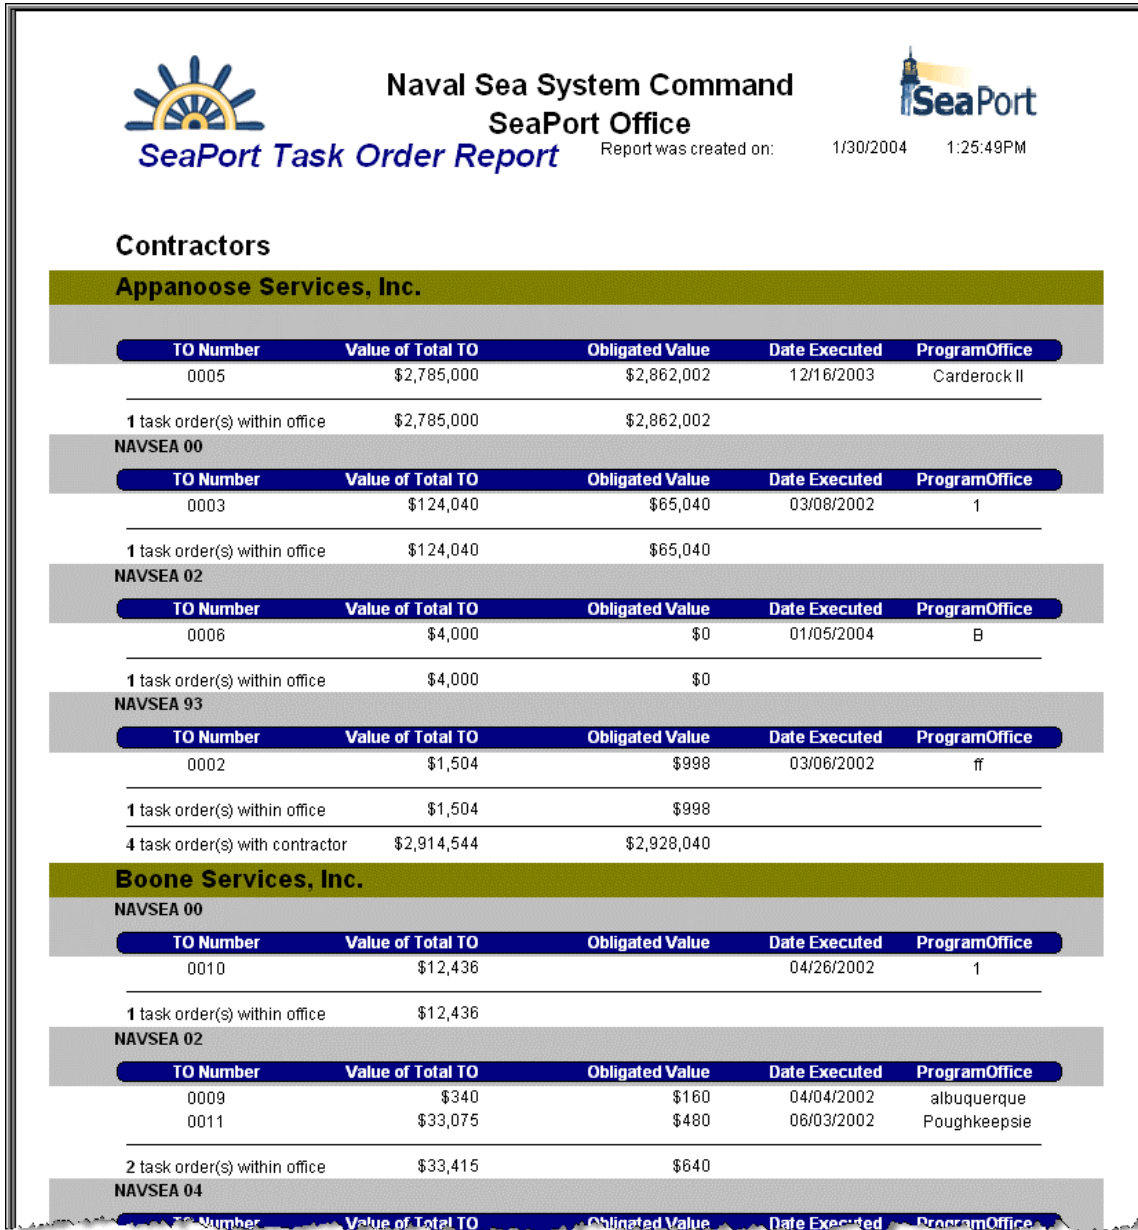 Naval Sea System Command
SeaPort
SeaPort Office
SeaPort Task Order Report Report was created on: 1/30/2004 1:25:49PM
Contractors
Appanoose Services, Inc.
TO Number Value of Total TO Obligated Value Date Executed ProgramOffice
0005 $2,785,000 $2,862,002 12/16/2003 Carderock II
1 task order(s) within office $2,785,000 $2,862,002
NAVSEA 00
TO Number Value of Total TO Obligated Value Date Executed ProgramOffice
0003 $124,040 $65,040 03/08/2002 1
1 task order(s) within office $124,040 $65,040
NAVSEA 02
TO Number Value of Total TO Obligated Value Date Executed ProgramOffice
0006 $4,000 $0 01/05/2004 B
1 task order(s) within office $4,000 $0
NAVSEA 93
TO Number Value of Total TO Obligated Value Date Executed ProgramOffice
0002 $1,504 $998 03/06/2002 ff
1 task order(s) within office $1,504 $998
4 task order(s) with contractor $2,914,544 $2,928,040
Boone Services, Inc.
NAVSEA 00
TO Number Value of Total TO Obligated Value Date Executed ProgramOffice
0010 $12,436 04/26/2002 1
1 task order(s) within office $12,436
NAVSEA 02
TO Number Value of Total TO Obligated Value Date Executed ProgramOffice
0009 $340 $160 04/04/2002 albuquerque
0011 $33,075 $480 06/03/2002 Poughkeepsie
2 task order(s) within office $33,415 $640
NAVSEA 04
TO Number Value of Total TO Obligated Value Date Executed ProgramOffice